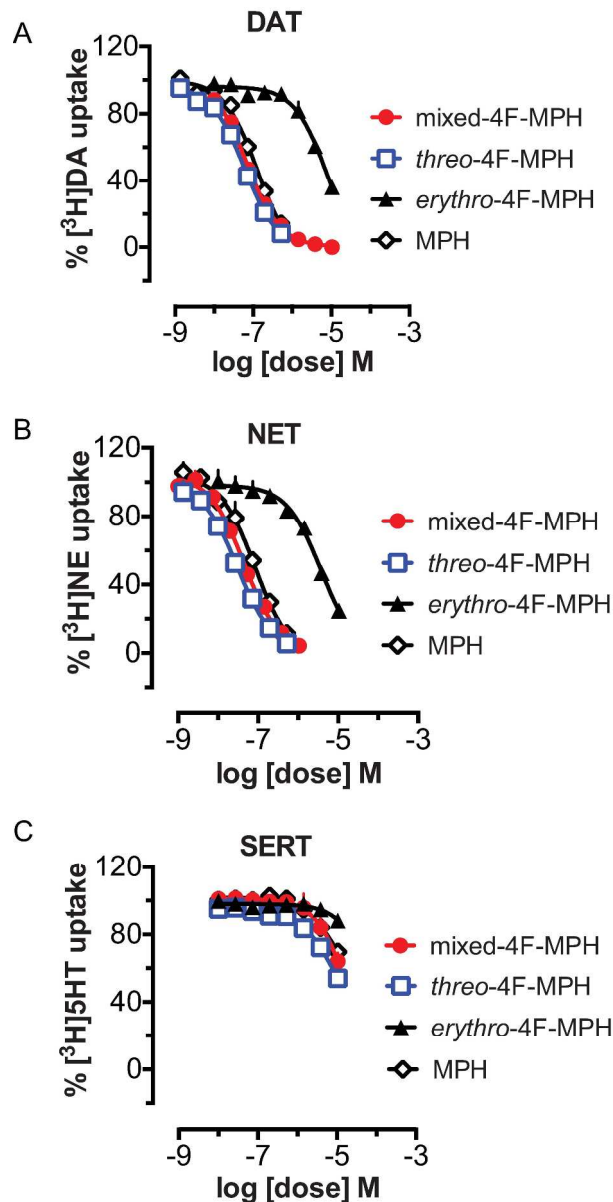 A
DAT
% [³H]DA uptake
120
80
40
0
-9 -7 -5 -3
log [dose] M
mixed-4F-MPH
threo-4F-MPH
erythro-4F-MPH
MPH
B
NET
% [³H]NE uptake
120
80
40
0
-9 -7 -5 -3
log [dose] M
mixed-4F-MPH
threo-4F-MPH
erythro-4F-MPH
MPH
C
SERT
% [³H]5HT uptake
120
80
40
0
-9 -7 -5 -3
log [dose] M
mixed-4F-MPH
threo-4F-MPH
erythro-4F-MPH
MPH